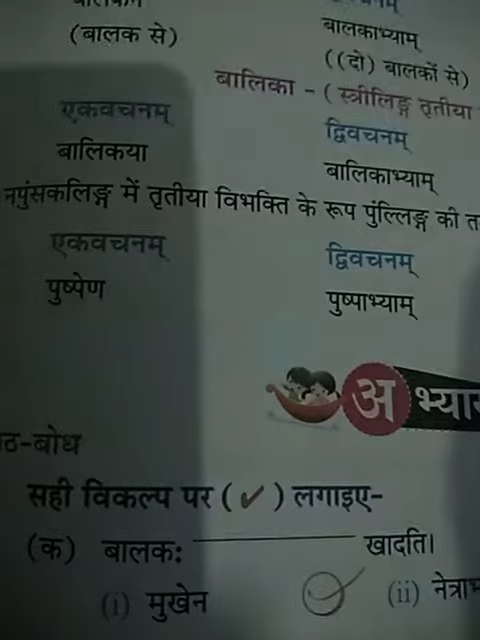 (बालक से)
बालकाभ्याम्
((दो) बालकों से)
बालिका - ( स्त्रीलिङ्ग तृतीया
एकवचनम् द्विवचनम्
बालिकया बालिकाभ्याम्
नपुंसकलिङ्ग में तृतीया विभक्ति के रूप पुंल्लिङ्ग की
एकवचनम् द्विवचनम्
पुष्पेण पुष्पाभ्याम्
अभ्या
ठ-बोध
सही विकल्प पर ( ✓ ) लगाइए-
(क) बालकः ________ खादति।
(i) मुखेन (ii) नेत्राभ